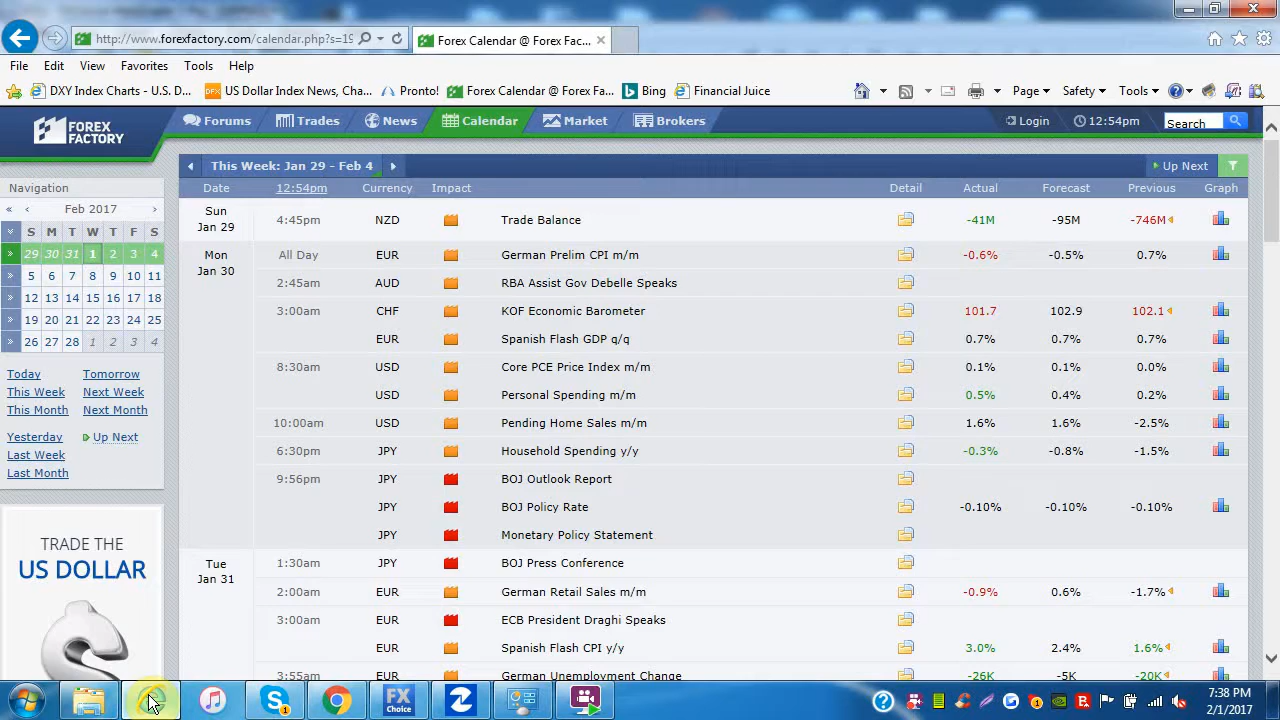 http://www.forexfactory.com/calendar.php?s=19
Forex Calendar @ Forex Fac...
File Edit View Favorites Tools Help
DXY Index Charts - U.S. D... US Dollar Index News, Cha... Pronto! Forex Calendar @ Forex Fa... Bing Financial Juice
Page Safety Tools
FOREX FACTORY
Forums Trades News Calendar Market Brokers Login 12:54pm Search
This Week: Jan 29 - Feb 4 Up Next
Navigation
Feb 2017
S M T W T F S
29 30 31 1 2 3 4
5 6 7 8 9 10 11
12 13 14 15 16 17 18
19 20 21 22 23 24 25
26 27 28 1 2 3 4
Today Tomorrow
This Week Next Week
This Month Next Month
Yesterday Up Next
Last Week
Last Month
TRADE THE
US DOLLAR
Date 12:54pm Currency Impact Detail Actual Forecast Previous Graph
Sun Jan 29 4:45pm NZD Trade Balance -41M -95M -746M
Mon Jan 30 All Day EUR German Prelim CPI m/m -0.6% -0.5% 0.7%
2:45am AUD RBA Assist Gov Debelle Speaks
3:00am CHF KOF Economic Barometer 101.7 102.9 102.1
EUR Spanish Flash GDP q/q 0.7% 0.7% 0.7%
8:30am USD Core PCE Price Index m/m 0.1% 0.1% 0.0%
USD Personal Spending m/m 0.5% 0.4% 0.2%
10:00am USD Pending Home Sales m/m 1.6% 1.6% -2.5%
6:30pm JPY Household Spending y/y -0.3% -0.8% -1.5%
9:56pm JPY BOJ Outlook Report
JPY BOJ Policy Rate -0.10% -0.10% -0.10%
JPY Monetary Policy Statement
Tue Jan 31 1:30am JPY BOJ Press Conference
2:00am EUR German Retail Sales m/m -0.9% 0.6% -1.7%
3:00am EUR ECB President Draghi Speaks
EUR Spanish Flash CPI y/y 3.0% 2.4% 1.6%
3:55am EUR German Unemployment Change -26K -5K -20K
FX Choice
7:38 PM
2/1/2017